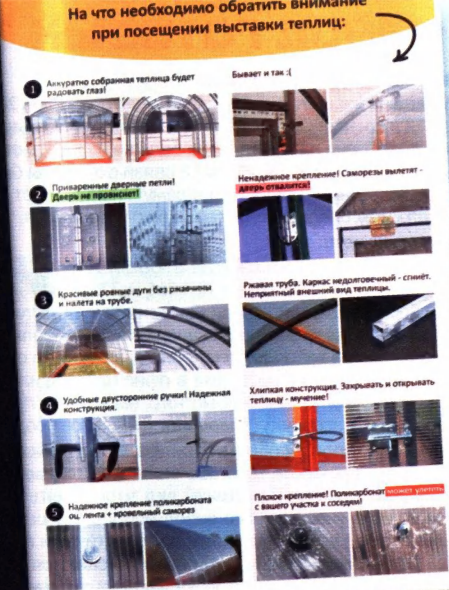 На что необходимо обратить внимание
при посещении выставки теплиц:
1 Аккуратно собранная теплица будет
радовать глаз!
Бывает и так :(
2 Приваренные дверные петли!
Дверь не провиснет!
Ненадежное крепление! Саморезы вылетят -
дверь отвалится!
3 Красивые ровные дуги без ржавчины
и налета на трубе.
Ржавая труба. Каркас недолговечный - сгниёт.
Неприятный внешний вид теплицы.
4 Удобные двусторонние ручки! Надежная
конструкция.
Хлипкая конструкция. Закрывать и открывать
теплицу - мучение!
5 Надежное крепление поликарбоната
оц. лента + кровельный саморез
Плохое крепление! Поликарбонат может улететь
с вашего участка к соседям!